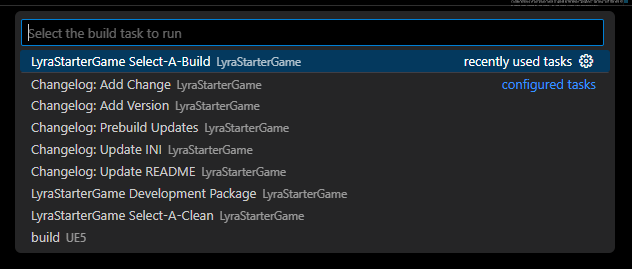 Select the build task to run
LyraStarterGame Select-A-Build LyraStarterGame recently used tasks
Changelog: Add Change LyraStarterGame configured tasks
Changelog: Add Version LyraStarterGame
Changelog: Prebuild Updates LyraStarterGame
Changelog: Update INI LyraStarterGame
Changelog: Update README LyraStarterGame
LyraStarterGame Development Package LyraStarterGame
LyraStarterGame Select-A-Clean LyraStarterGame
build UE5